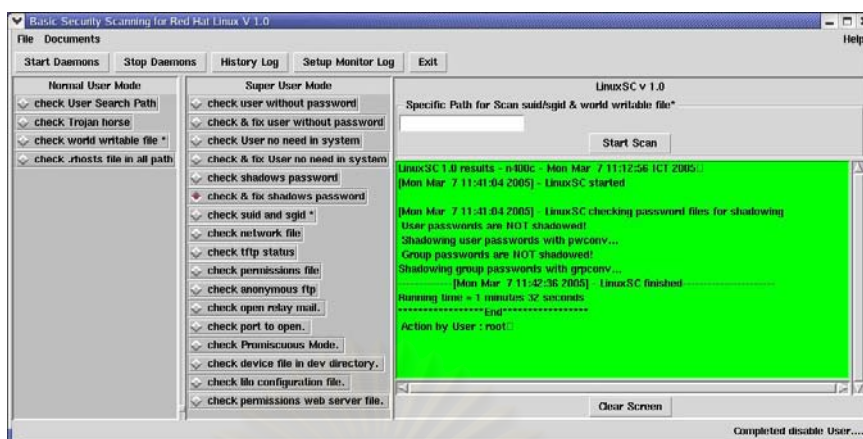 Basic Security Scanning for Red Hat Linux V 1.0
File Documents Help
Start Daemons Stop Daemons History Log Setup Monitor Log Exit
Normal User Mode
check User Search Path
check Trojan horse
check world writable file *
check .rhosts file in all path
Super User Mode
check user without password
check & fix user without password
check User no need in system
check & fix User no need in system
check shadows password
check & fix shadows password
check suid and sgid *
check network file
check tftp status
check permissions file
check anonymous ftp
check open relay mail.
check port to open.
check Promiscuous Mode.
check device file in dev directory.
check lilo configuration file.
check permissions web server file.
LinuxSC v 1.0
Specific Path for Scan suid/sgid & world writable file*
Start Scan
LinuxSC 1.0 results - n400c - Mon Mar 7 11:12:56 ICT 2005
[Mon Mar 7 11:41:04 2005] - LinuxSC started
[Mon Mar 7 11:41:04 2005] - LinuxSC checking password files for shadowing
User passwords are NOT shadowed!
Shadowing user passwords with pwconv...
Group passwords are NOT shadowed!
Shadowing group passwords with grpconv...
-------------[Mon Mar 7 11:42:36 2005] - LinuxSC finished----------------------
Running time = 1 minutes 32 seconds
********************End********************
Action by User : root
Clear Screen
Completed disable User....